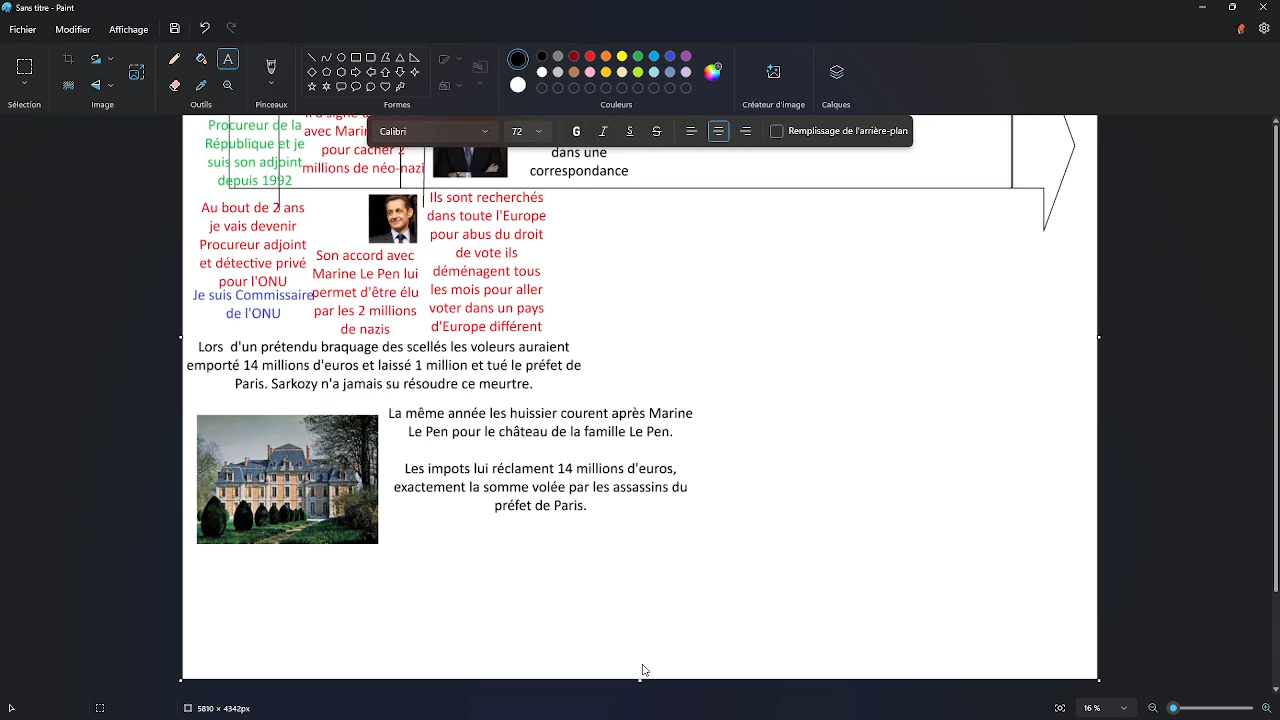 Sans titre - Paint
Fichier
Modifier
Affichage
Sélection
Image
Outils
Pinceaux
Formes
Couleurs
Créateur d'image
Calques
Calibri
72
G
I
S
S
Remplissage de l'arrière-plan
Procureur de la
République et je
suis son adjoint
depuis 1992
avec Marin
pour cacher 2
millions de néo-nazi
dans une
correspondance
Au bout de 2 ans
je vais devenir
Procureur adjoint
et détective privé
pour l'ONU
Je suis Commissaire
de l'ONU
Son accord avec
Marine Le Pen lui
permet d'être élu
par les 2 millions
de nazis
Ils sont recherchés
dans toute l'Europe
pour abus du droit
de vote ils
déménagent tous
les mois pour aller
voter dans un pays
d'Europe différent
Lors d'un prétendu braquage des scellés les voleurs auraient
emporté 14 millions d'euros et laissé 1 million et tué le préfet de
Paris. Sarkozy n'a jamais su résoudre ce meurtre.
La même année les huissier courent après Marine
Le Pen pour le château de la famille Le Pen.
Les impots lui réclament 14 millions d'euros,
exactement la somme volée par les assassins du
préfet de Paris.
5810 × 4342px
16 %